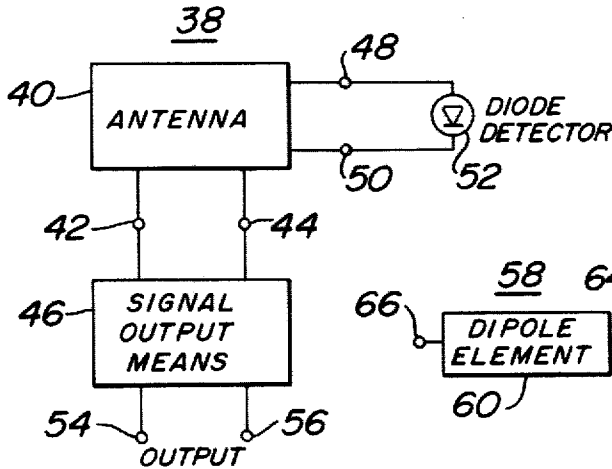 38
40
ANTENNA
48
DIODE
DETECTOR
50
52
42
44
46
SIGNAL
OUTPUT
MEANS
54
56
OUTPUT
58
64
66
DIPOLE
ELEMENT
60